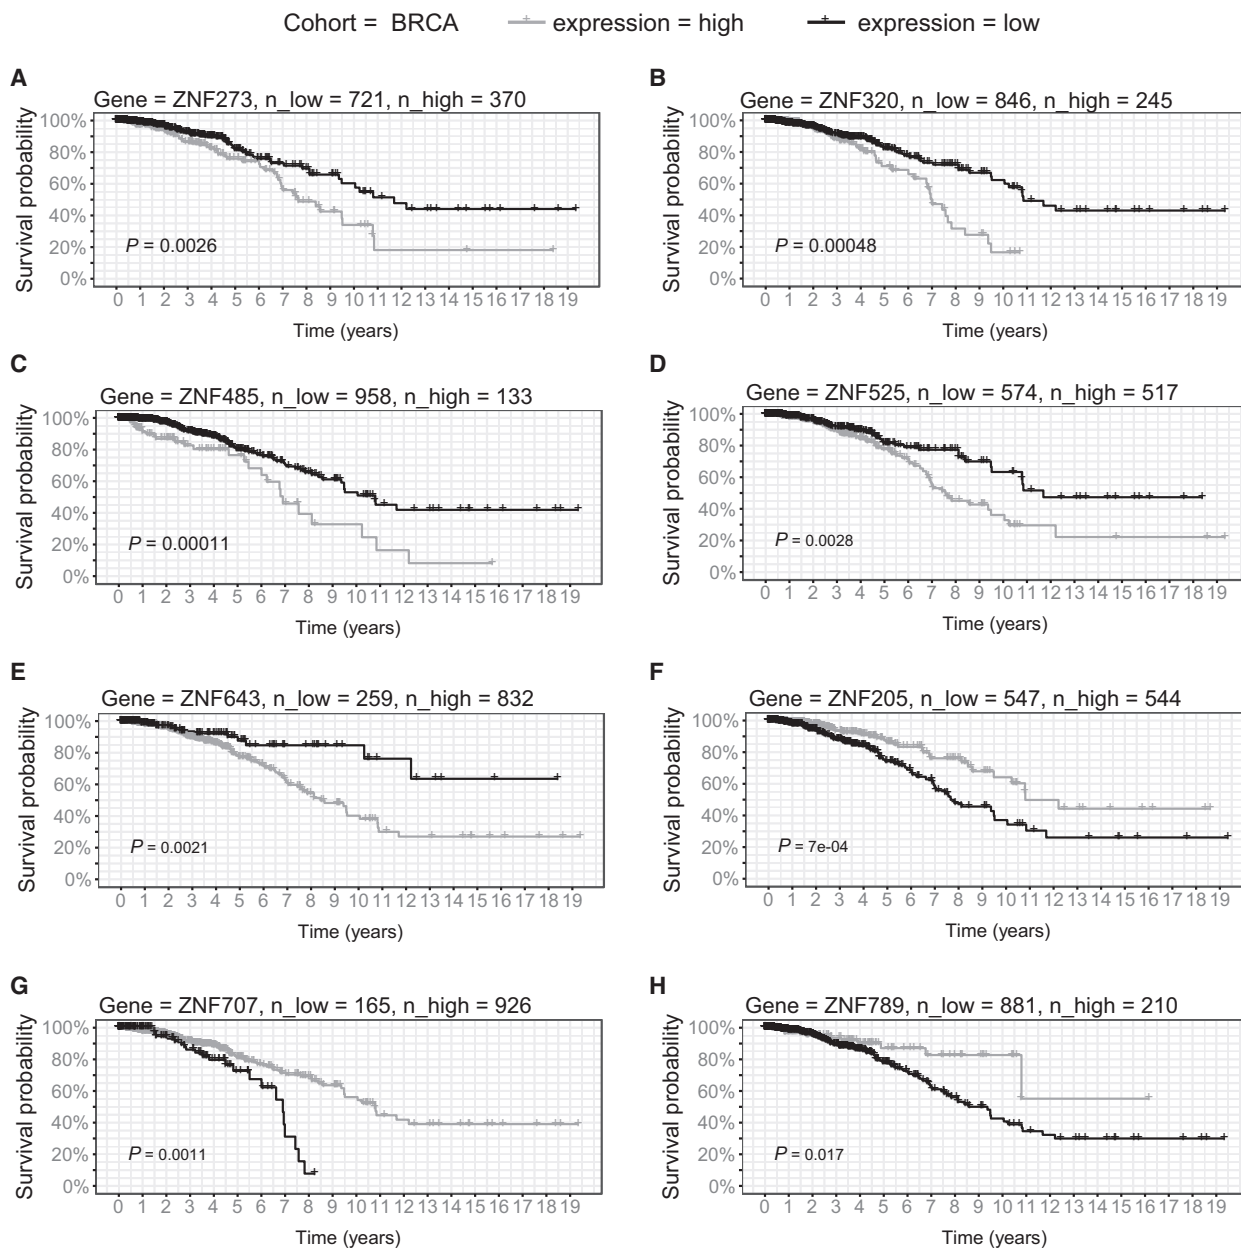 Cohort = BRCA expression = high expression = low
A
Gene = ZNF273, n_low = 721, n_high = 370
Survival probability
100%
80%
60%
40%
20%
0%
P = 0.0026
0 1 2 3 4 5 6 7 8 9 10 11 12 13 14 15 16 17 18 19
Time (years)
B
Gene = ZNF320, n_low = 846, n_high = 245
Survival probability
100%
80%
60%
40%
20%
0%
P = 0.00048
0 1 2 3 4 5 6 7 8 9 10 11 12 13 14 15 16 17 18 19
Time (years)
C
Gene = ZNF485, n_low = 958, n_high = 133
Survival probability
100%
80%
60%
40%
20%
0%
P = 0.00011
0 1 2 3 4 5 6 7 8 9 10 11 12 13 14 15 16 17 18 19
Time (years)
D
Gene = ZNF525, n_low = 574, n_high = 517
Survival probability
100%
80%
60%
40%
20%
0%
P = 0.0028
0 1 2 3 4 5 6 7 8 9 10 11 12 13 14 15 16 17 18 19
Time (years)
E
Gene = ZNF643, n_low = 259, n_high = 832
Survival probability
100%
80%
60%
40%
20%
0%
P = 0.0021
0 1 2 3 4 5 6 7 8 9 10 11 12 13 14 15 16 17 18 19
Time (years)
F
Gene = ZNF205, n_low = 547, n_high = 544
Survival probability
100%
80%
60%
40%
20%
0%
P = 7e-04
0 1 2 3 4 5 6 7 8 9 10 11 12 13 14 15 16 17 18 19
Time (years)
G
Gene = ZNF707, n_low = 165, n_high = 926
Survival probability
100%
80%
60%
40%
20%
0%
P = 0.0011
0 1 2 3 4 5 6 7 8 9 10 11 12 13 14 15 16 17 18 19
Time (years)
H
Gene = ZNF789, n_low = 881, n_high = 210
Survival probability
100%
80%
60%
40%
20%
0%
P = 0.017
0 1 2 3 4 5 6 7 8 9 10 11 12 13 14 15 16 17 18 19
Time (years)